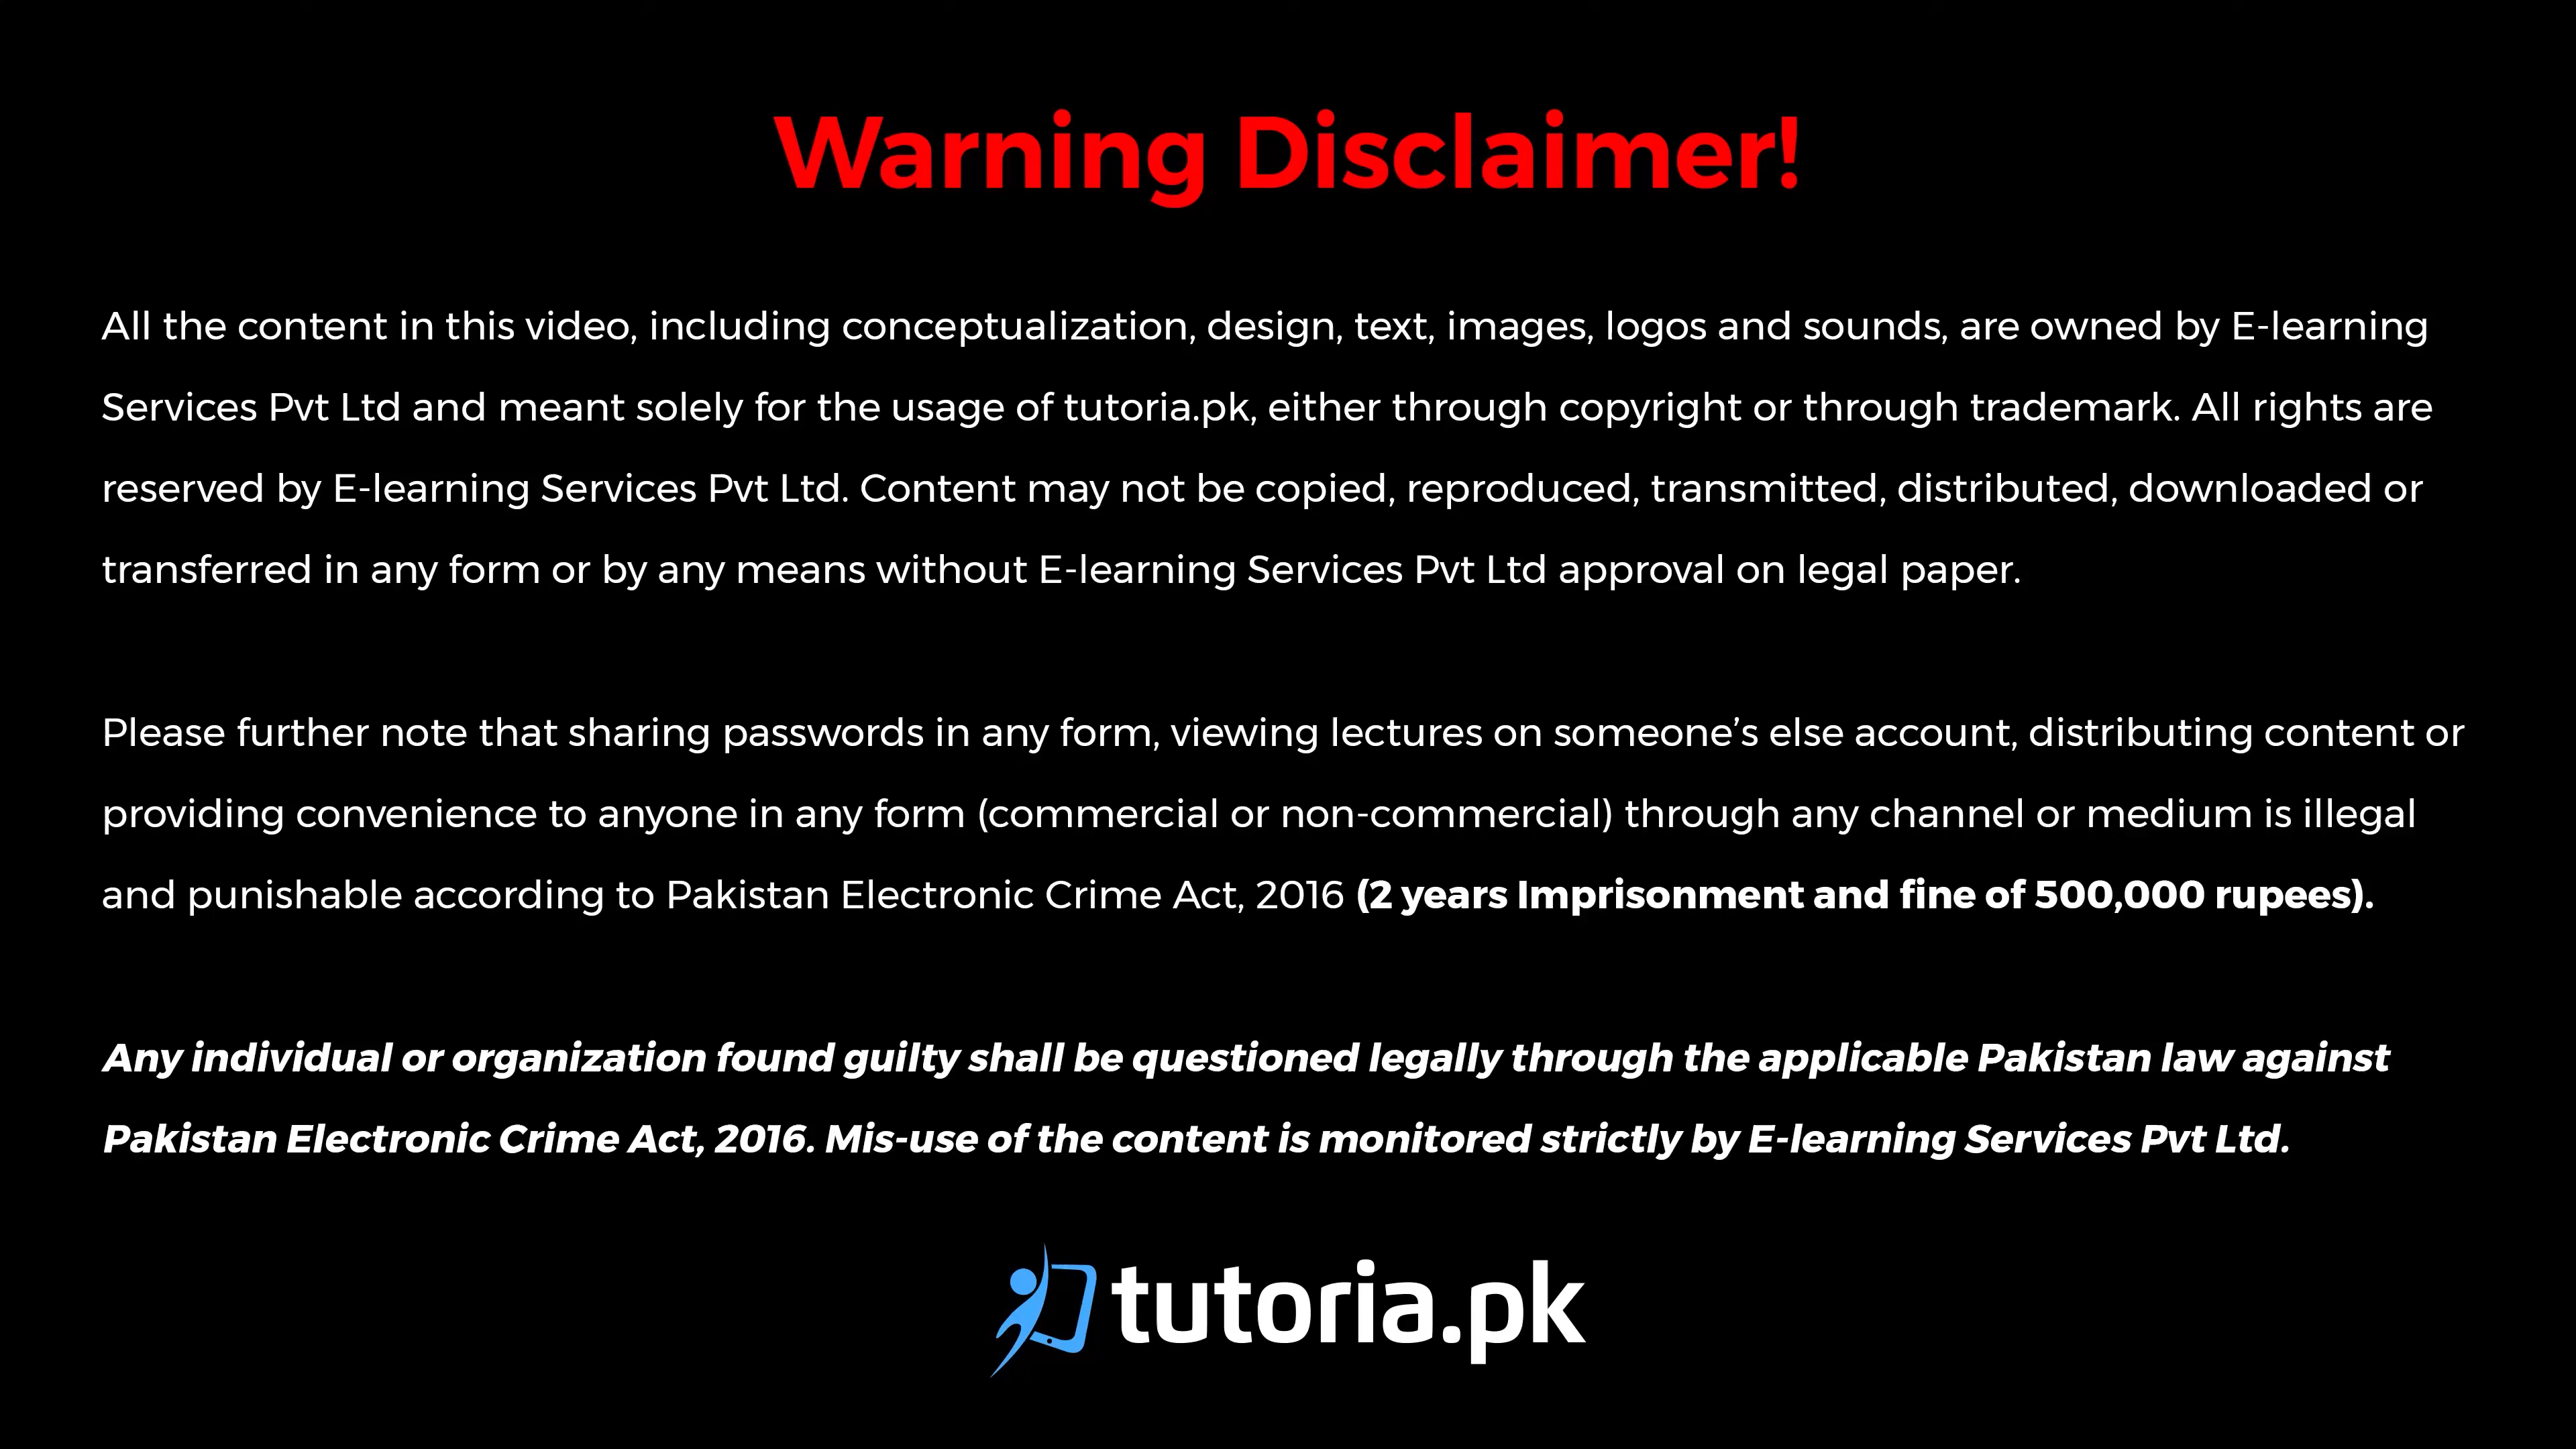 Warning Disclaimer!
All the content in this video, including conceptualization, design, text, images, logos and sounds, are owned by E-learning
Services Pvt Ltd and meant solely for the usage of tutoria.pk, either through copyright or through trademark. All rights are
reserved by E-learning Services Pvt Ltd. Content may not be copied, reproduced, transmitted, distributed, downloaded or
transferred in any form or by any means without E-learning Services Pvt Ltd approval on legal paper.
Please further note that sharing passwords in any form, viewing lectures on someone’s else account, distributing content or
providing convenience to anyone in any form (commercial or non-commercial) through any channel or medium is illegal
and punishable according to Pakistan Electronic Crime Act, 2016 (2 years Imprisonment and fine of 500,000 rupees).
Any individual or organization found guilty shall be questioned legally through the applicable Pakistan law against
Pakistan Electronic Crime Act, 2016. Mis-use of the content is monitored strictly by E-learning Services Pvt Ltd.
tutoria.pk